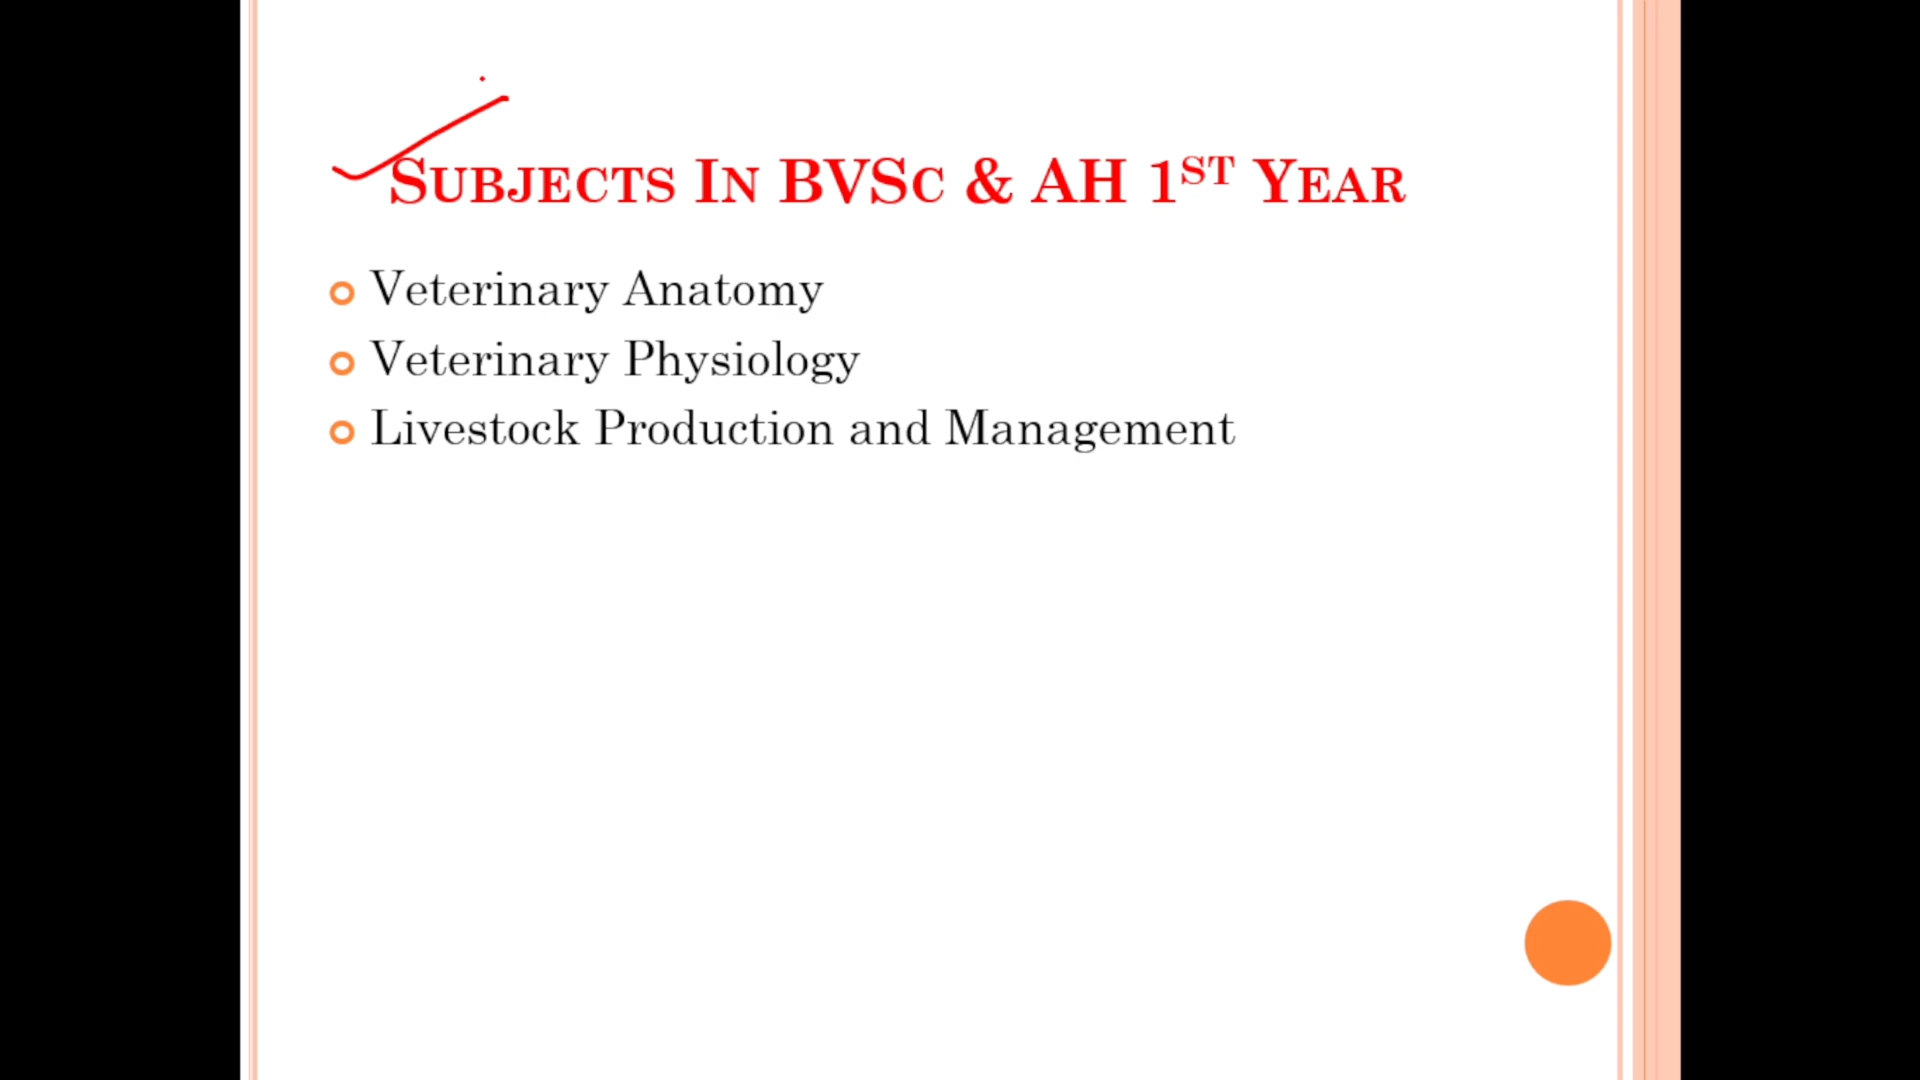 Subjects In BVSc & AH 1st Year
Veterinary Anatomy
Veterinary Physiology
Livestock Production and Management